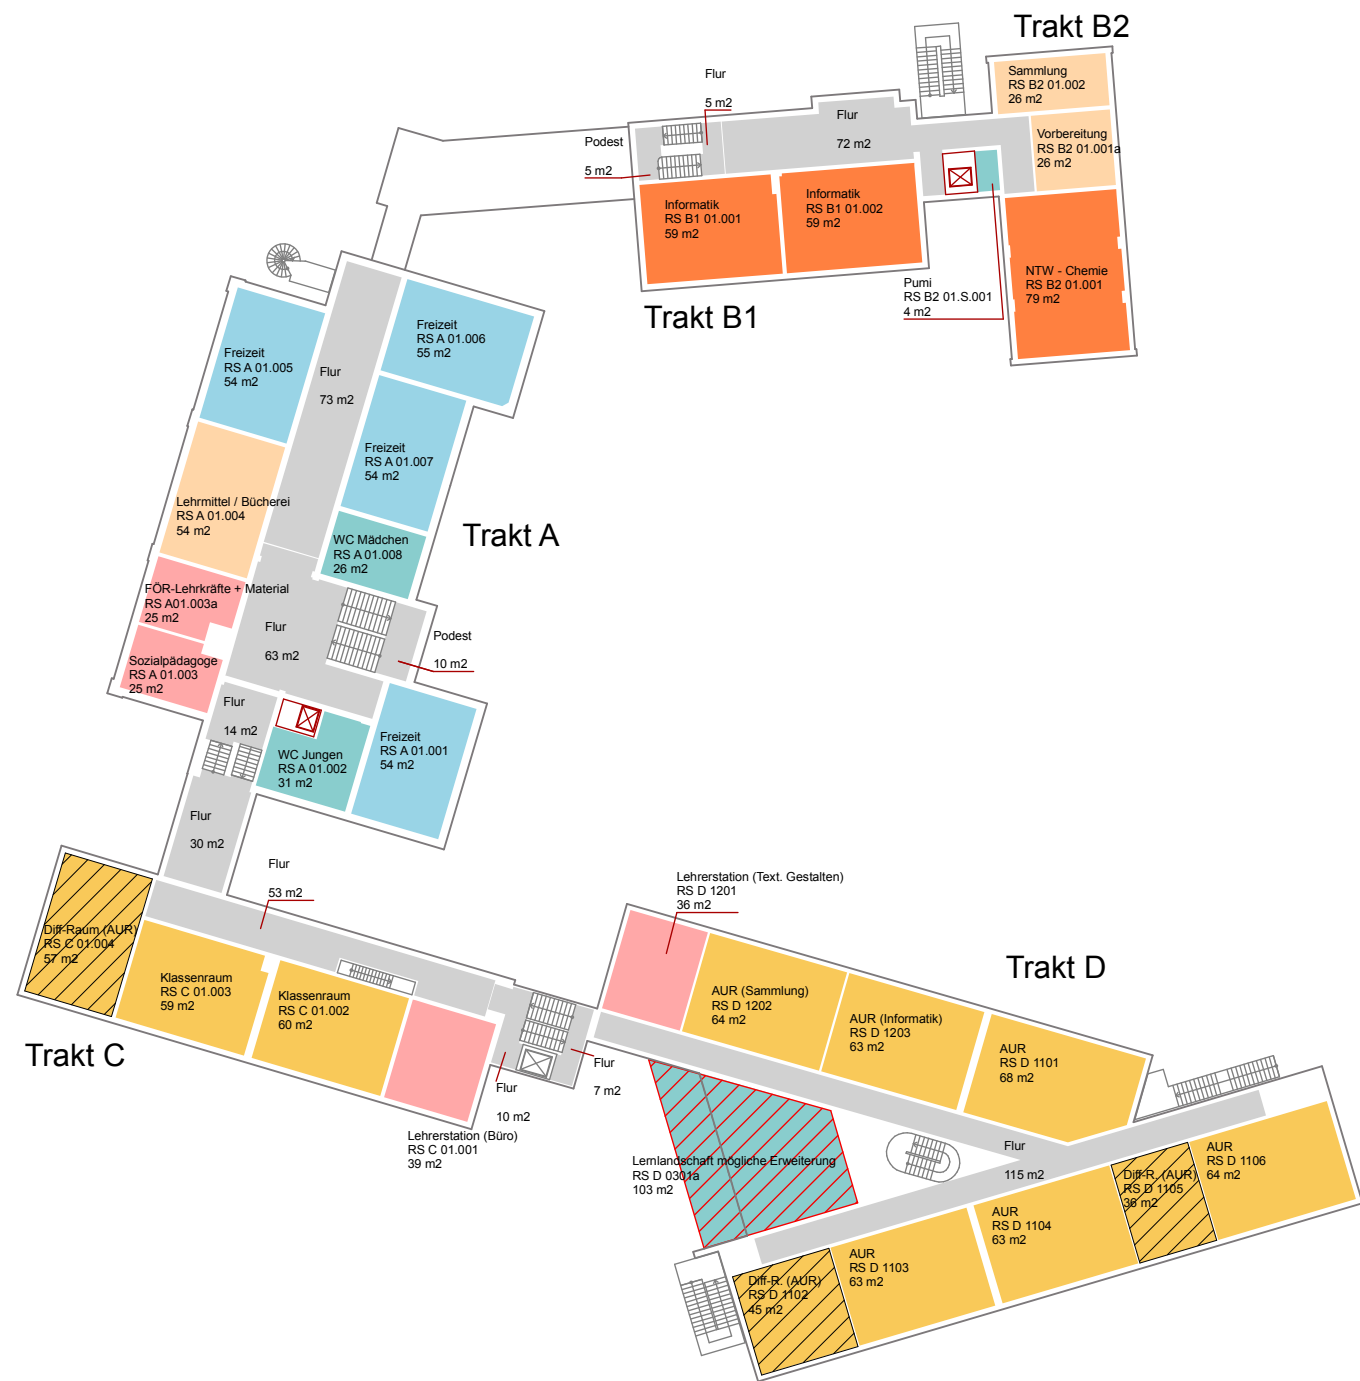 Trakt B2
Sammlung
RS B2 01.002
26 m2
Flur
5 m2
Flur
72 m2
Vorbereitung
RS B2 01.001a
26 m2
Podest
5 m2
Informatik
RS B1 01.001
59 m2
Informatik
RS B1 01.002
59 m2
NTW - Chemie
RS B2 01.001
79 m2
Pumi
RS B2 01.S.001
4 m2
Trakt B1
Freizeit
RS A 01.006
55 m2
Freizeit
RS A 01.005
54 m2
Flur
73 m2
Freizeit
RS A 01.007
54 m2
Lehrmittel / Bücherei
RS A 01.004
54 m2
Trakt A
WC Mädchen
RS A 01.008
26 m2
FÖR-Lehrkräfte + Material
RS A01.003a
25 m2
Flur
63 m2
Podest
10 m2
Sozialpädagoge
RS A 01.003
25 m2
Flur
14 m2
WC Jungen
RS A 01.002
31 m2
Freizeit
RS A 01.001
54 m2
Flur
30 m2
Flur
53 m2
Diff-Raum (AUR)
RS C 01.004
57 m2
Klassenraum
RS C 01.003
59 m2
Klassenraum
RS C 01.002
60 m2
Trakt C
Lehrerstation (Büro)
RS C 01.001
39 m2
Flur
10 m2
Flur
7 m2
Lehrerstation (Text. Gestalten)
RS D 1201
36 m2
Trakt D
AUR (Sammlung)
RS D 1202
64 m2
AUR (Informatik)
RS D 1203
63 m2
AUR
RS D 1101
68 m2
Lernlandschaft mögliche Erweiterung
RS D 0301a
103 m2
Flur
115 m2
AUR
RS D 1106
64 m2
Diff-R. (AUR)
RS D 1105
36 m2
AUR
RS D 1104
63 m2
AUR
RS D 1103
63 m2
Diff-R. (AUR)
RS D 1102
45 m2